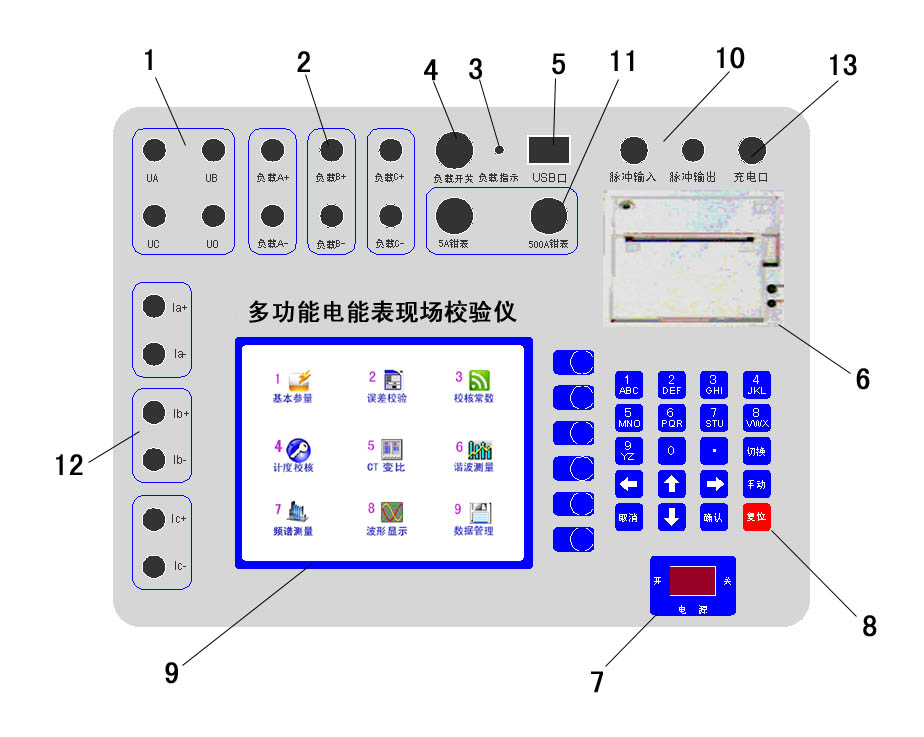 1
2
4
3
5
11
10
13
UA
UB
负载A+
负载B+
负载C+
负载开关
负载指示
USB口
脉冲输入
脉冲输出
充电口
UC
UO
负载A-
负载B-
负载C-
5A钳表
500A钳表
Ia+
Ia-
多功能电能表现场校验仪
6
1
基本参量
2
误差校验
3
校核常数
1
ABC
2
DEF
3
GHI
4
JKL
Ib+
Ib-
12
4
计度校核
5
CT 变比
6
谐波测量
5
MNO
6
PQR
7
STU
8
VWX
9
YZ
0
.
切换
手动
Ic+
Ic-
7
频谱测量
8
波形显示
9
数据管理
取消
确认
复位
开
关
电 源
9
7
8